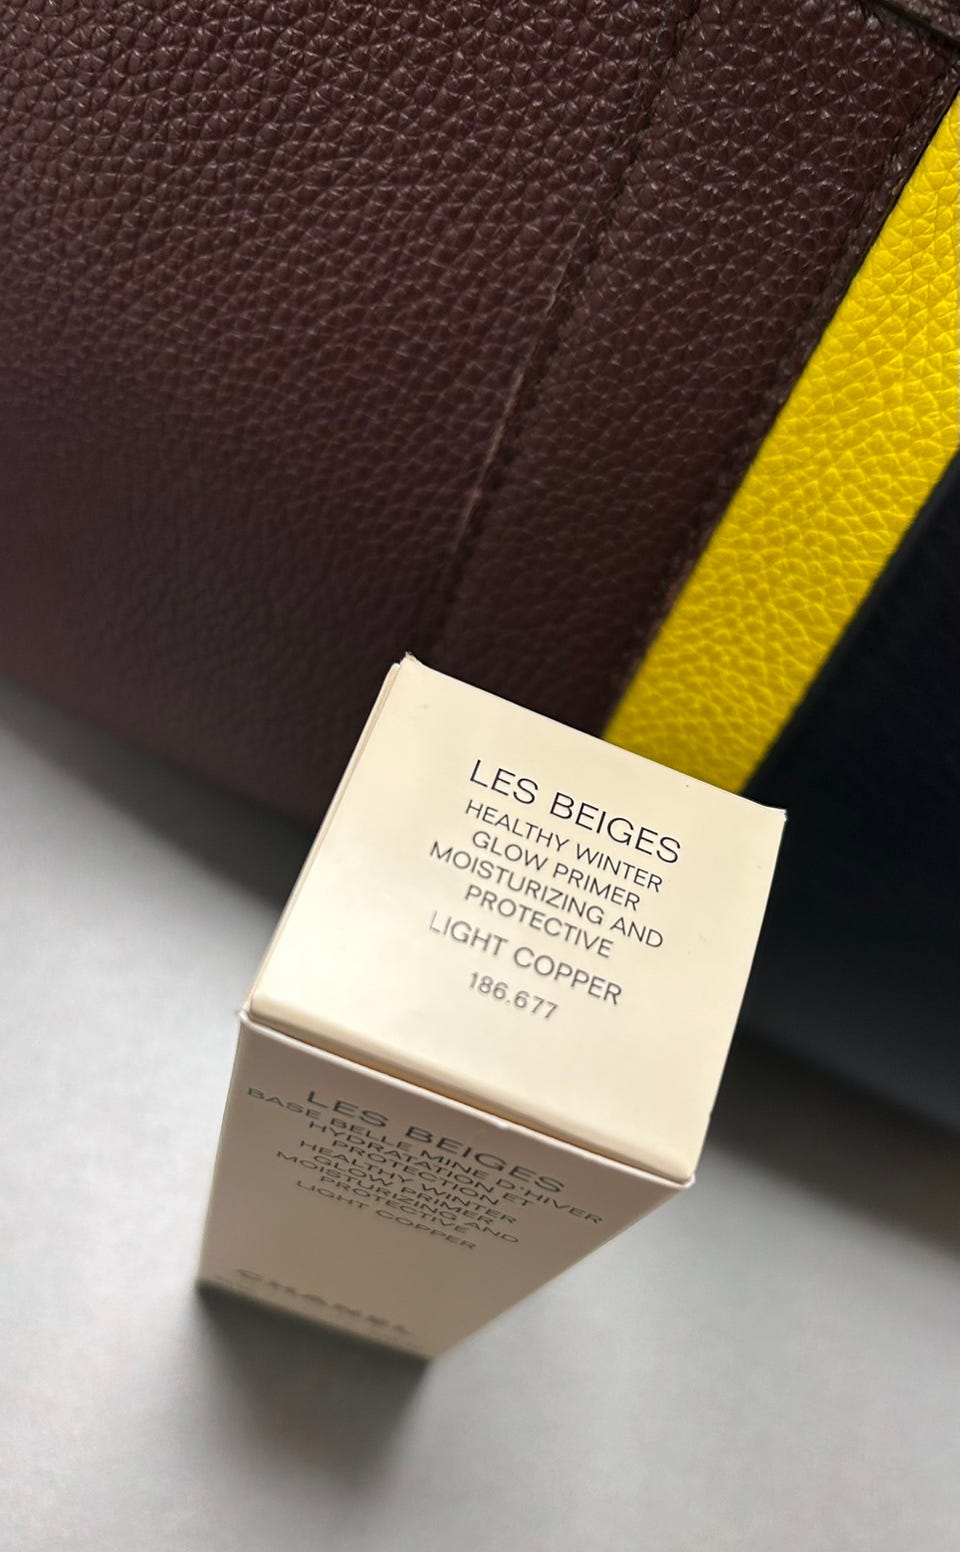 LES BEIGES
HEALTHY WINTER
GLOW PRIMER
MOISTURIZING AND
PROTECTIVE
LIGHT COPPER
186.677
LES BEIGES
BASE BELLE MINE D'HIVER
HYDRATATION ET
PROTECTION
HEALTHY WINTER
GLOW PRIMER
MOISTURIZING AND
PROTECTIVE
LIGHT COPPER
CHANEL